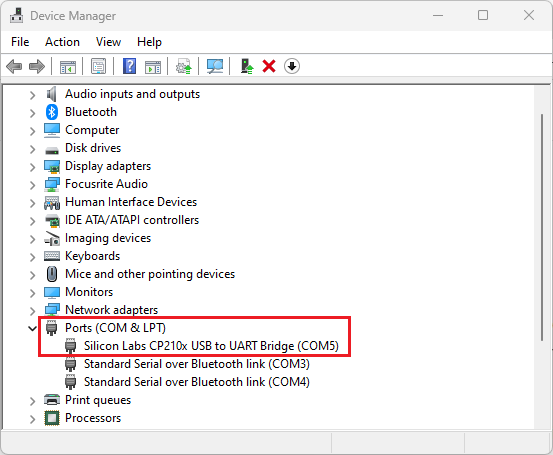 Device Manager
File Action View Help
Audio inputs and outputs
Bluetooth
Computer
Disk drives
Display adapters
Focusrite Audio
Human Interface Devices
IDE ATA/ATAPI controllers
Imaging devices
Keyboards
Mice and other pointing devices
Monitors
Network adapters
Ports (COM & LPT)
Silicon Labs CP210x USB to UART Bridge (COM5)
Standard Serial over Bluetooth link (COM3)
Standard Serial over Bluetooth link (COM4)
Print queues
Processors